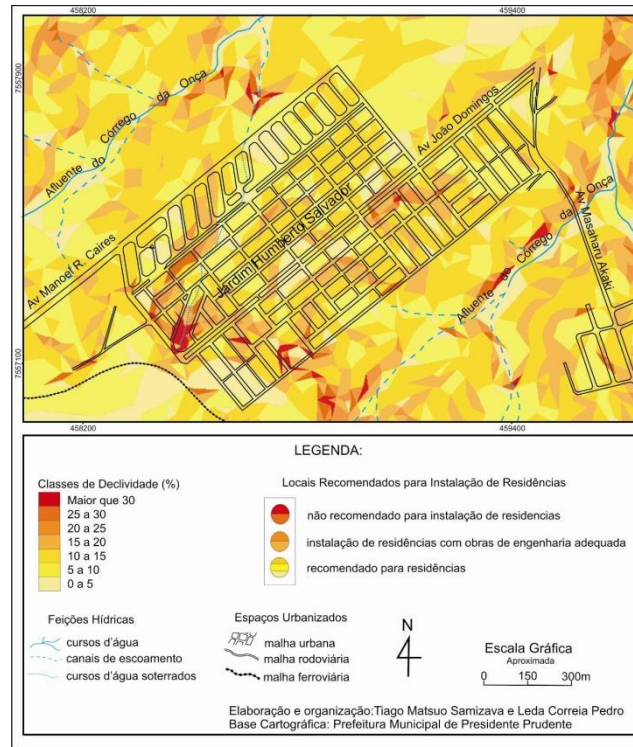 458200
459400
7557900
7557100
Afluente do Córrego da Onça
Av Manoel R. Caires
Jardim Humberto Salvador
Av João Domingos
Av Masaharu Akaki
Afluente do Córrego da Onça
458200
459400
LEGENDA:
Classes de Declividade (%)
Maior que 30
25 a 30
20 a 25
15 a 20
10 a 15
5 a 10
0 a 5
Locais Recomendados para Instalação de Residências
não recomendado para instalação de residencias
instalação de residências com obras de engenharia adequada
recomendado para residências
Feições Hídricas
cursos d'água
canais de escoamento
cursos d'água soterrados
Espaços Urbanizados
malha urbana
malha rodoviária
malha ferroviária
N
Escala Gráfica
Aproximada
0 150 300m
Elaboração e organização:Tiago Matsuo Samizava e Leda Correia Pedro
Base Cartográfica: Prefeitura Municipal de Presidente Prudente